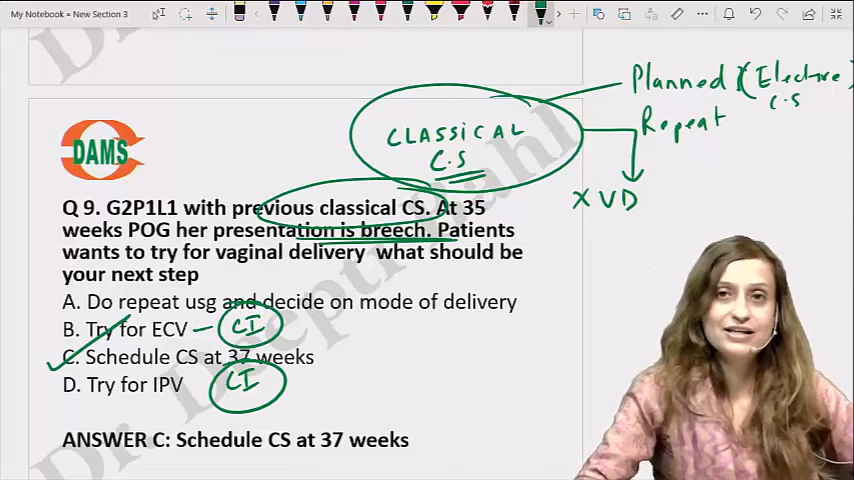 My Notebook » New Section 3
CLASSICAL
C.S
Planned (Elective
C.S
Repeat
X VD
DAMS
Q 9. G2P1L1 with previous classical CS. At 35
weeks POG her presentation is breech. Patients
wants to try for vaginal delivery what should be
your next step
A. Do repeat usg and decide on mode of delivery
B. Try for ECV – CI
C. Schedule CS at 37 weeks
D. Try for IPV CI
ANSWER C: Schedule CS at 37 weeks
Dr. Deepti Bahl